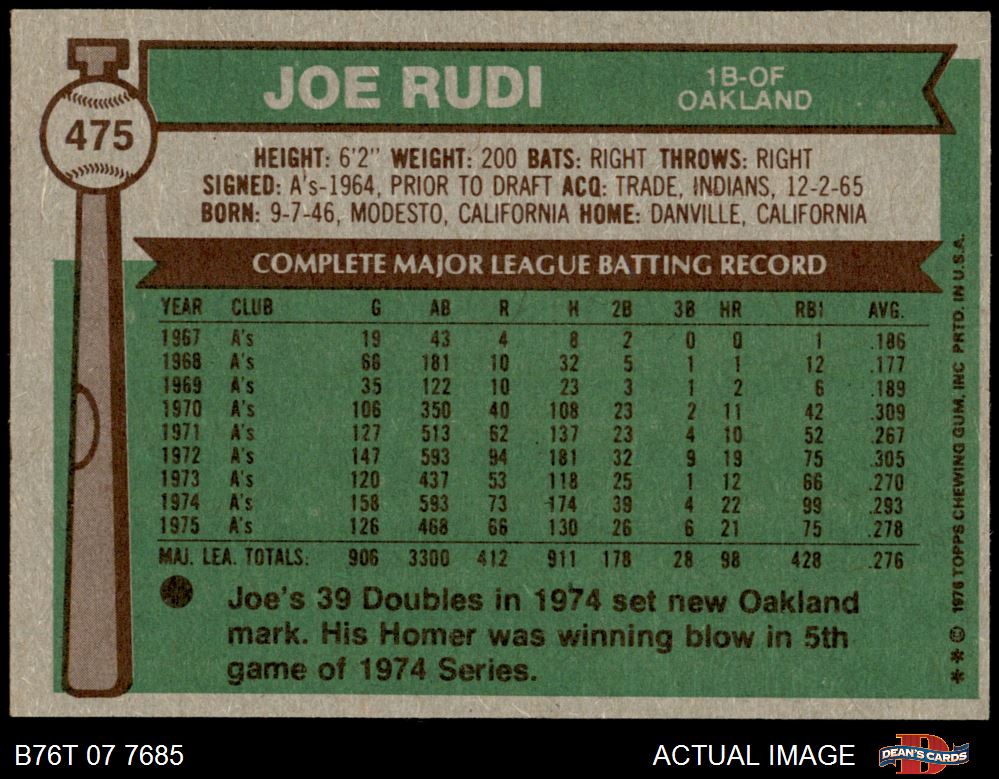 475
JOE RUDI
1B-OF
OAKLAND
HEIGHT: 6'2" WEIGHT: 200 BATS: RIGHT THROWS: RIGHT
SIGNED: A's-1964, PRIOR TO DRAFT ACQ: TRADE, INDIANS, 12-2-65
BORN: 9-7-46, MODESTO, CALIFORNIA HOME: DANVILLE, CALIFORNIA
COMPLETE MAJOR LEAGUE BATTING RECORD
YEAR CLUB G AB R H 2B 3B HR RBI AVG.
1967 A's 19 43 4 8 2 0 0 1 .186
1968 A's 66 181 10 32 5 1 1 12 .177
1969 A's 35 122 10 23 3 1 2 6 .189
1970 A's 106 350 40 108 23 2 11 42 .309
1971 A's 127 513 62 137 23 4 10 52 .267
1972 A's 147 593 94 181 32 9 19 75 .305
1973 A's 120 437 53 118 25 1 12 66 .270
1974 A's 158 593 73 174 39 4 22 99 .293
1975 A's 126 468 66 130 26 6 21 75 .278
MAJ. LEA. TOTALS: 906 3300 412 911 178 28 98 428 .276
Joe's 39 Doubles in 1974 set new Oakland
mark. His Homer was winning blow in 5th
game of 1974 Series.
* * © 1976 TOPPS CHEWING GUM, INC PRTD. IN U.S.A.
B76T 07 7685
ACTUAL IMAGE
DEAN'S CARDS